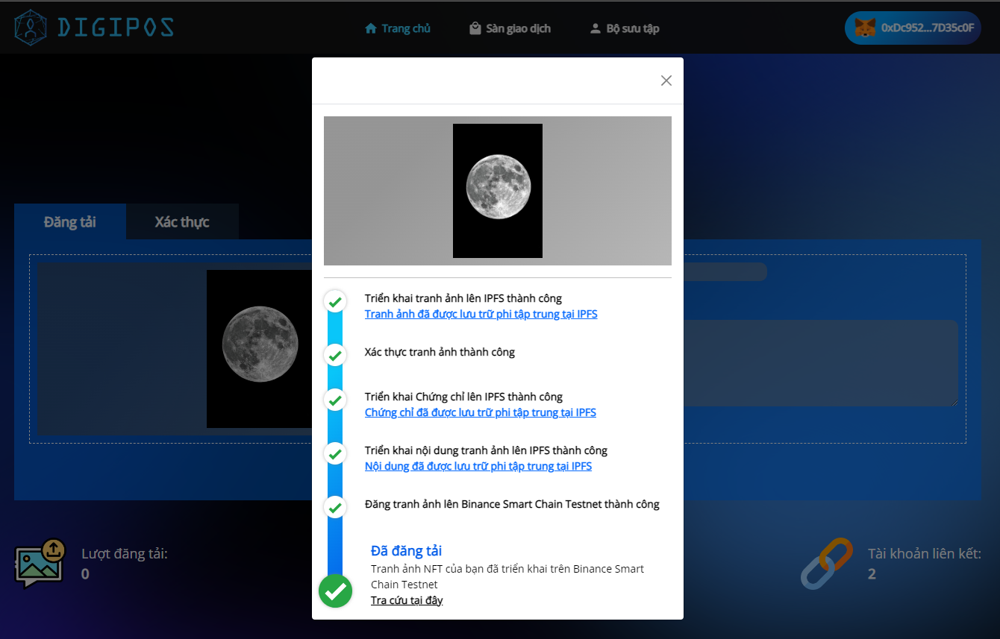 DIGIPOS
Trang chủ
Sàn giao dịch
Bộ sưu tập
0xDc952...7D35c0F
Đăng tải
Xác thực
Triển khai tranh ảnh lên IPFS thành công
Tranh ảnh đã được lưu trữ phi tập trung tại IPFS
Xác thực tranh ảnh thành công
Triển khai Chứng chỉ lên IPFS thành công
Chứng chỉ đã được lưu trữ phi tập trung tại IPFS
Triển khai nội dung tranh ảnh lên IPFS thành công
Nội dung đã được lưu trữ phi tập trung tại IPFS
Đăng tranh ảnh lên Binance Smart Chain Testnet thành công
Đã đăng tải
Tranh ảnh NFT của bạn đã triển khai trên Binance Smart
Chain Testnet
Tra cứu tại đây
Lượt đăng tải:
0
Tài khoản liên kết:
2